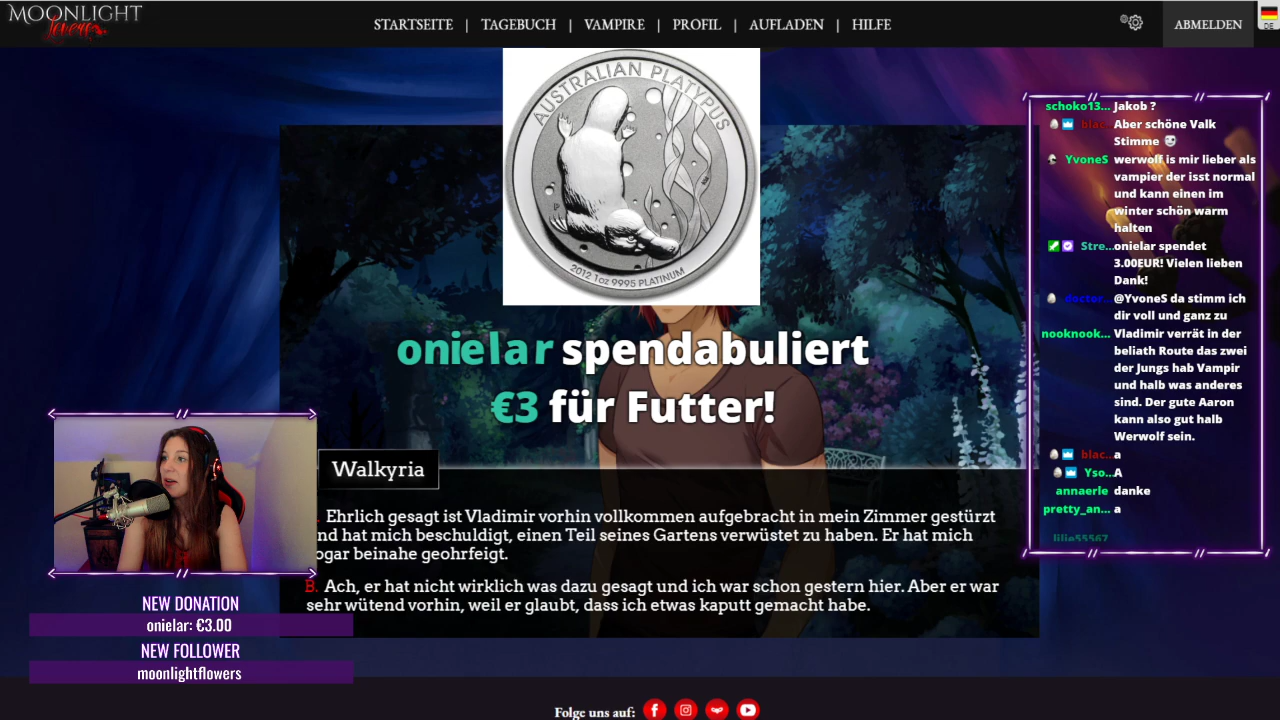 MOONLIGHT
lovers
STARTSEITE | TAGEBUCH | VAMPIRE | PROFIL | AUFLADEN | HILFE
ABMELDEN
DE
AUSTRALIAN PLATYPUS
2012 1oz 9995 PLATINUM
onielar spendabuliert
€3 für Futter!
Walkyria
Ehrlich gesagt ist Vladimir vorhin vollkommen aufgebracht in mein Zimmer gestürzt
nd hat mich beschuldigt, einen Teil seines Gartens verwüstet zu haben. Er hat mich
ogar beinahe geohrfeigt.
B. Ach, er hat nicht wirklich was dazu gesagt und ich war schon gestern hier. Aber er war
sehr wütend vorhin, weil er glaubt, dass ich etwas kaputt gemacht habe.
schoko13... Jakob ?
blac... Aber schöne Valk
Stimme
YvoneS werwolf is mir lieber als
vampier der isst normal
und kann einen im
winter schön warm
halten
Stre... onielar spendet
3.00EUR! Vielen lieben
Dank!
doctor... @YvoneS da stimm ich
dir voll und ganz zu
nooknook... Vladimir verrät in der
beliath Route das zwei
der Jungs hab Vampir
und halb was anderes
sind. Der gute Aaron
kann also gut halb
Werwolf sein.
blac... a
Yso... A
annaerle danke
pretty_an... a
lilie55567
NEW DONATION
onielar: €3.00
NEW FOLLOWER
moonlightflowers
Folge uns auf: